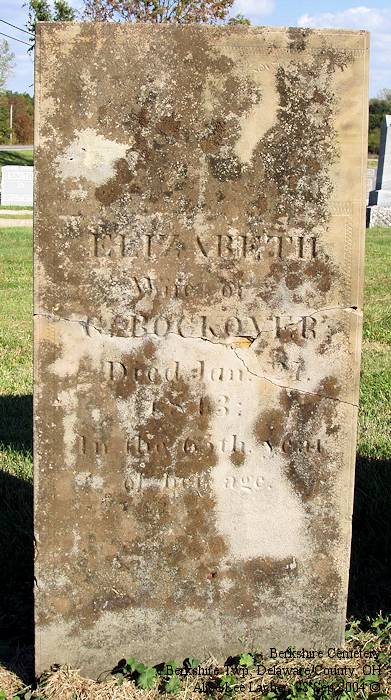 ELIZABETH
Wife of
G. BOCKOVER
Died Jan.
1843:
In the 65th year
of her age.
Berkshire Cemetery
Berkshire Twp. Delaware County, OH